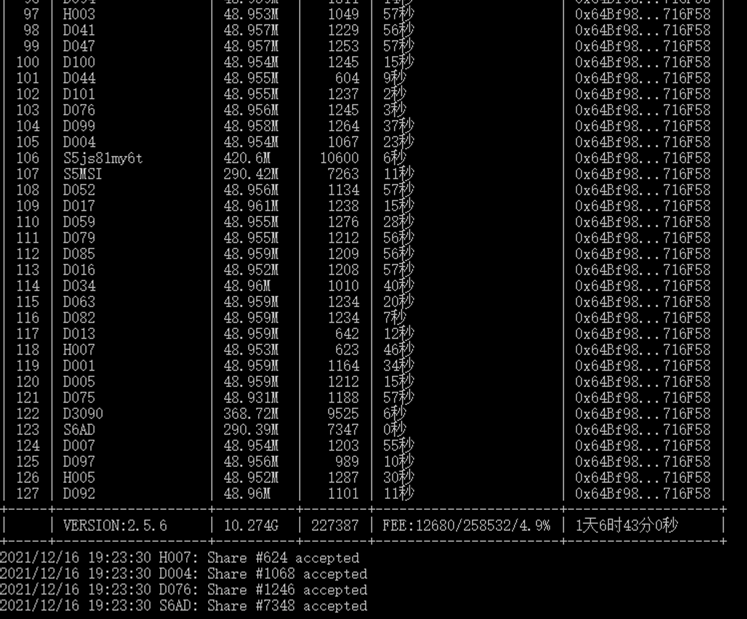 97 | H003 | 48.953M | 1049 | 57秒 | 0x64Bf98...716F58
98 | D041 | 48.957M | 1229 | 56秒 | 0x64Bf98...716F58
99 | D047 | 48.957M | 1253 | 57秒 | 0x64Bf98...716F58
100 | D100 | 48.954M | 1245 | 15秒 | 0x64Bf98...716F58
101 | D044 | 48.955M | 604 | 9秒 | 0x64Bf98...716F58
102 | D101 | 48.955M | 1237 | 2秒 | 0x64Bf98...716F58
103 | D076 | 48.956M | 1245 | 3秒 | 0x64Bf98...716F58
104 | D099 | 48.958M | 1264 | 37秒 | 0x64Bf98...716F58
105 | D004 | 48.954M | 1067 | 23秒 | 0x64Bf98...716F58
106 | S5js81my6t | 420.6M | 10600 | 6秒 | 0x64Bf98...716F58
107 | S5MSI | 290.42M | 7263 | 11秒 | 0x64Bf98...716F58
108 | D052 | 48.956M | 1134 | 57秒 | 0x64Bf98...716F58
109 | D017 | 48.961M | 1238 | 15秒 | 0x64Bf98...716F58
110 | D059 | 48.955M | 1276 | 28秒 | 0x64Bf98...716F58
111 | D079 | 48.955M | 1212 | 56秒 | 0x64Bf98...716F58
112 | D085 | 48.959M | 1209 | 56秒 | 0x64Bf98...716F58
113 | D016 | 48.952M | 1208 | 57秒 | 0x64Bf98...716F58
114 | D034 | 48.96M | 1010 | 40秒 | 0x64Bf98...716F58
115 | D063 | 48.959M | 1234 | 20秒 | 0x64Bf98...716F58
116 | D082 | 48.959M | 1234 | 7秒 | 0x64Bf98...716F58
117 | D013 | 48.959M | 642 | 12秒 | 0x64Bf98...716F58
118 | H007 | 48.953M | 623 | 46秒 | 0x64Bf98...716F58
119 | D001 | 48.959M | 1164 | 34秒 | 0x64Bf98...716F58
120 | D005 | 48.959M | 1212 | 15秒 | 0x64Bf98...716F58
121 | D075 | 48.931M | 1188 | 57秒 | 0x64Bf98...716F58
122 | D3090 | 368.72M | 9525 | 6秒 | 0x64Bf98...716F58
123 | S6AD | 290.39M | 7347 | 0秒 | 0x64Bf98...716F58
124 | D007 | 48.954M | 1203 | 55秒 | 0x64Bf98...716F58
125 | D097 | 48.956M | 989 | 10秒 | 0x64Bf98...716F58
126 | H005 | 48.952M | 1287 | 30秒 | 0x64Bf98...716F58
127 | D092 | 48.96M | 1101 | 11秒 | 0x64Bf98...716F58
VERSION:2.5.6 | 10.274G | 227387 | FEE:12680/258532/4.9% | 1天6时43分0秒
2021/12/16 19:23:30 H007: Share #624 accepted
2021/12/16 19:23:30 D004: Share #1068 accepted
2021/12/16 19:23:30 D076: Share #1246 accepted
2021/12/16 19:23:30 S6AD: Share #7348 accepted